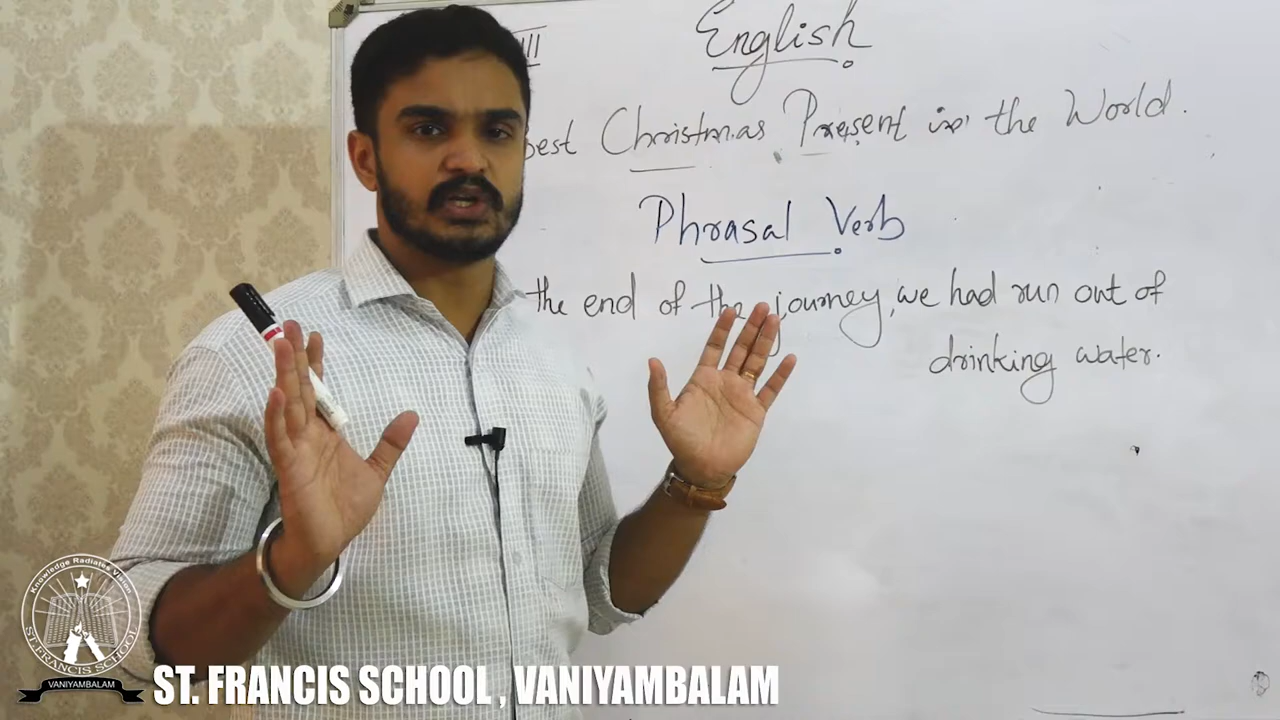 III
English
best Christmas Present in the World.
Phrasal Verb
the end of the journey, we had run out of
drinking water.
Knowledge Radiates Vision
ST. FRANCIS SCHOOL
VANIYAMBALAM
ST. FRANCIS SCHOOL , VANIYAMBALAM